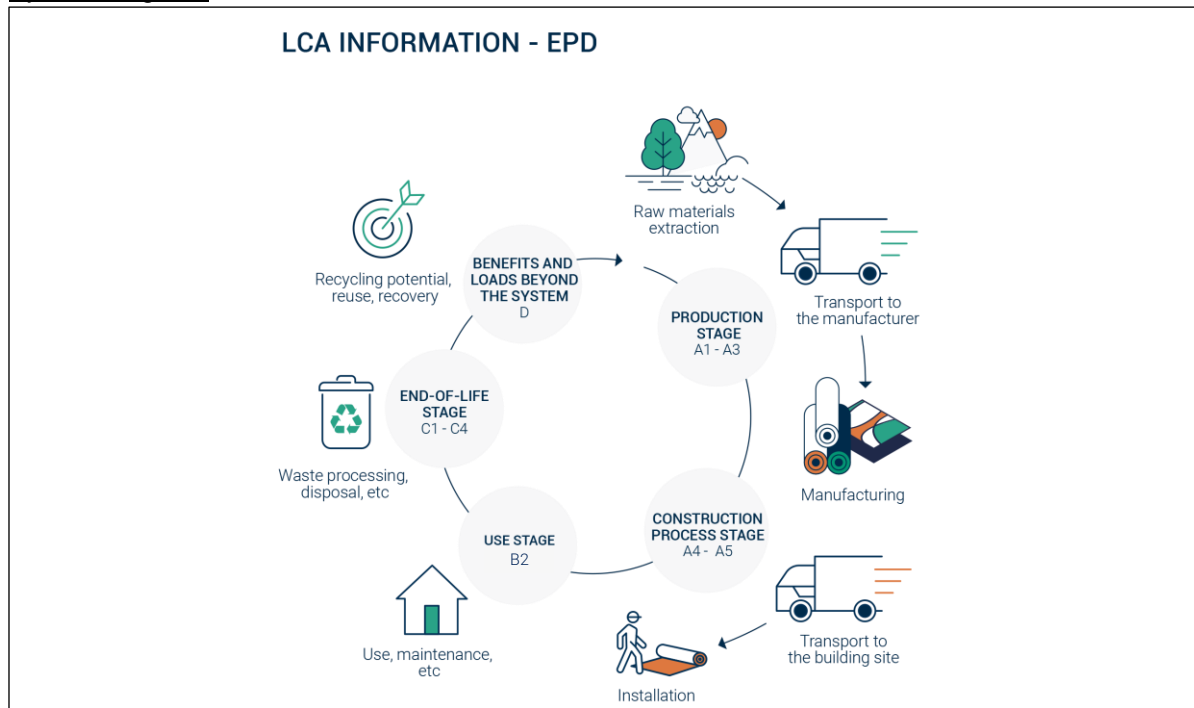 LCA INFORMATION - EPD
Raw materials
extraction
Transport to
the manufacturer
Manufacturing
PRODUCTION
STAGE
A1 - A3
CONSTRUCTION
PROCESS STAGE
A4 - A5
Transport to
the building site
Installation
USE STAGE
B2
Use, maintenance,
etc
END-OF-LIFE
STAGE
C1 - C4
Waste processing,
disposal, etc
BENEFITS AND
LOADS BEYOND
THE SYSTEM
D
Recycling potential,
reuse, recovery